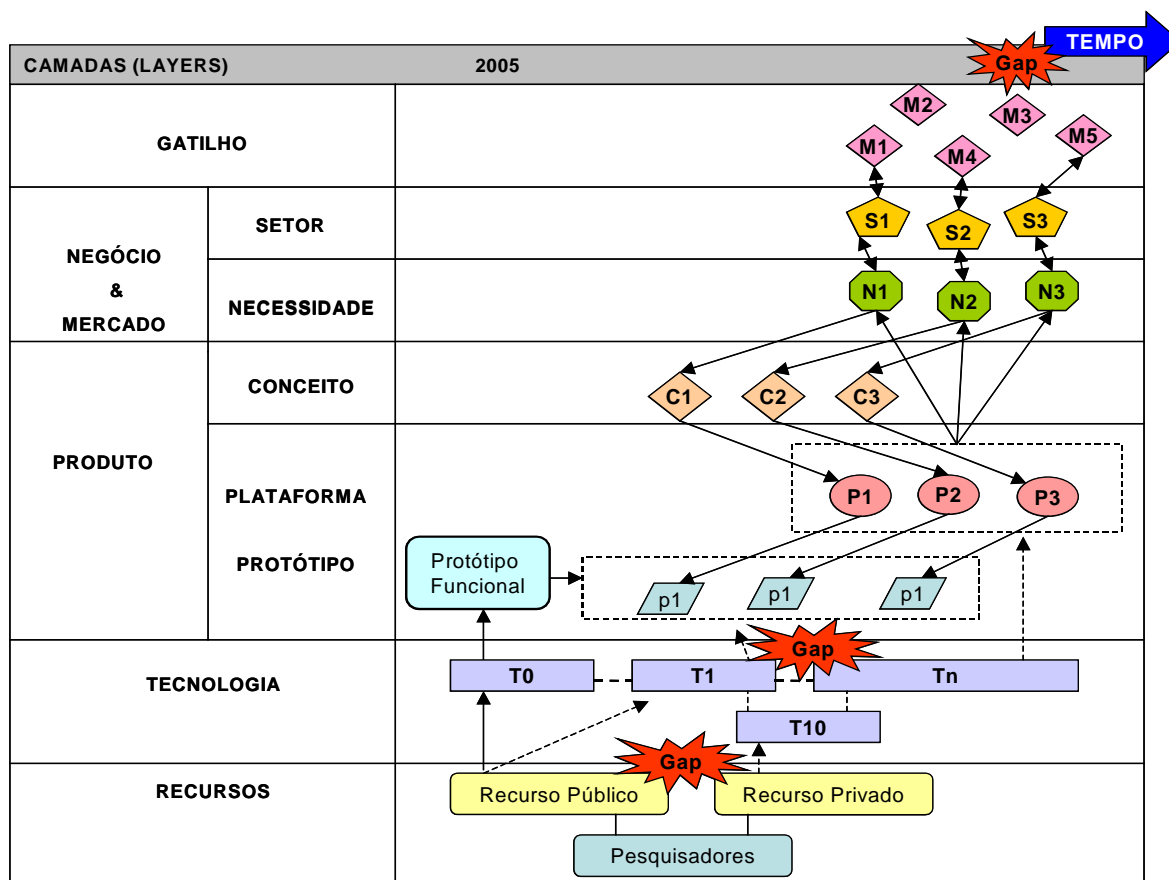 TEMPO
CAMADAS (LAYERS)
2005
Gap
GATILHO
M2
M3
M1
M4
M5
NEGÓCIO
&
MERCADO
SETOR
S1
S2
S3
NECESSIDADE
N1
N2
N3
PRODUTO
CONCEITO
C1
C2
C3
PLATAFORMA
P1
P2
P3
PROTÓTIPO
Protótipo
Funcional
p1
p1
p1
TECNOLOGIA
T0
T1
Gap
Tn
T10
RECURSOS
Gap
Recurso Público
Recurso Privado
Pesquisadores